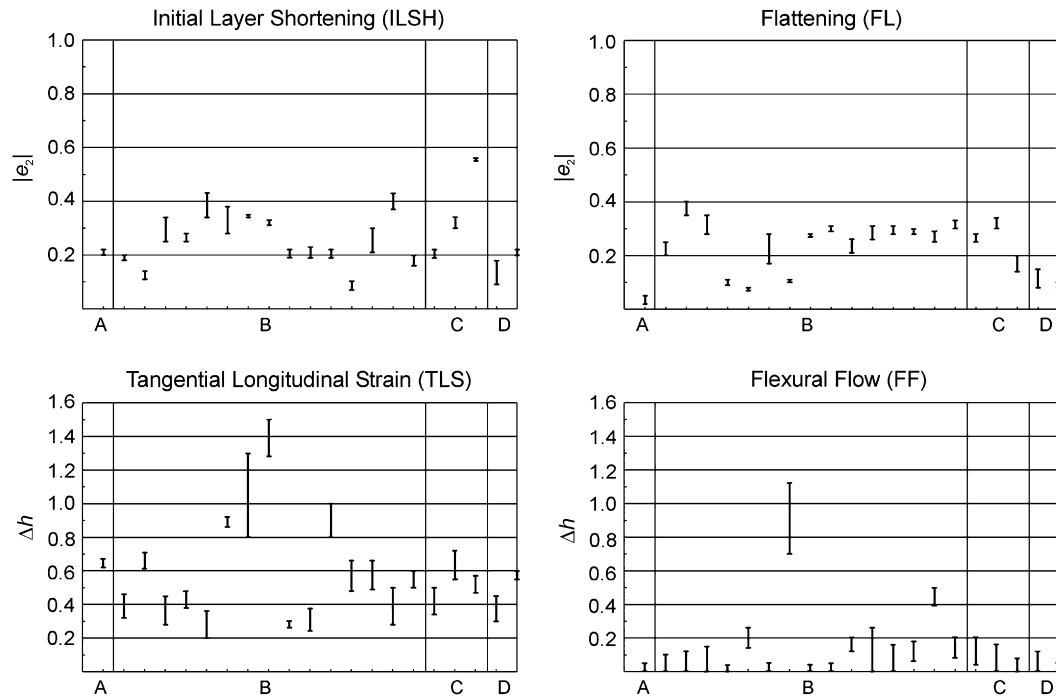 Initial Layer Shortening (ILSH)
1.0
0.8
0.6
0.4
0.2
|e₂|
A B C D
Flattening (FL)
1.0
0.8
0.6
0.4
0.2
|e₂|
A B C D
Tangential Longitudinal Strain (TLS)
1.6
1.4
1.2
1.0
0.8
0.6
0.4
0.2
Δh
A B C D
Flexural Flow (FF)
1.6
1.4
1.2
1.0
0.8
0.6
0.4
0.2
Δh
A B C D